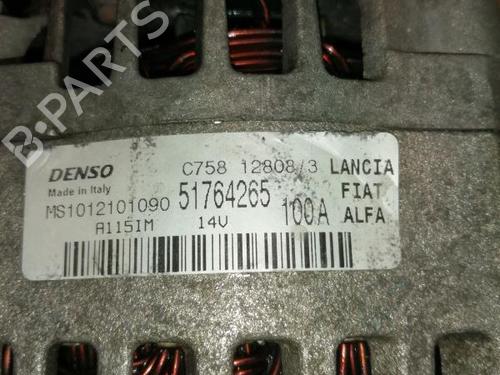 B-PARTS
DENSO C758 12808/3 LANCIA
Made in Italy 51764265 FIAT
MS1012101090 100A ALFA
A115IM 14V